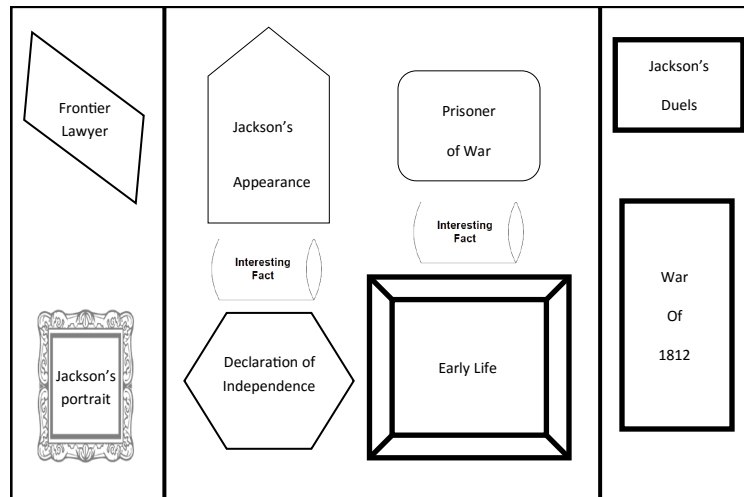 Frontier
Lawyer
Jackson’s
portrait
Jackson’s
Appearance
Prisoner
of War
Interesting
Fact
Interesting
Fact
Declaration of
Independence
Early Life
Jackson’s
Duels
War
Of
1812